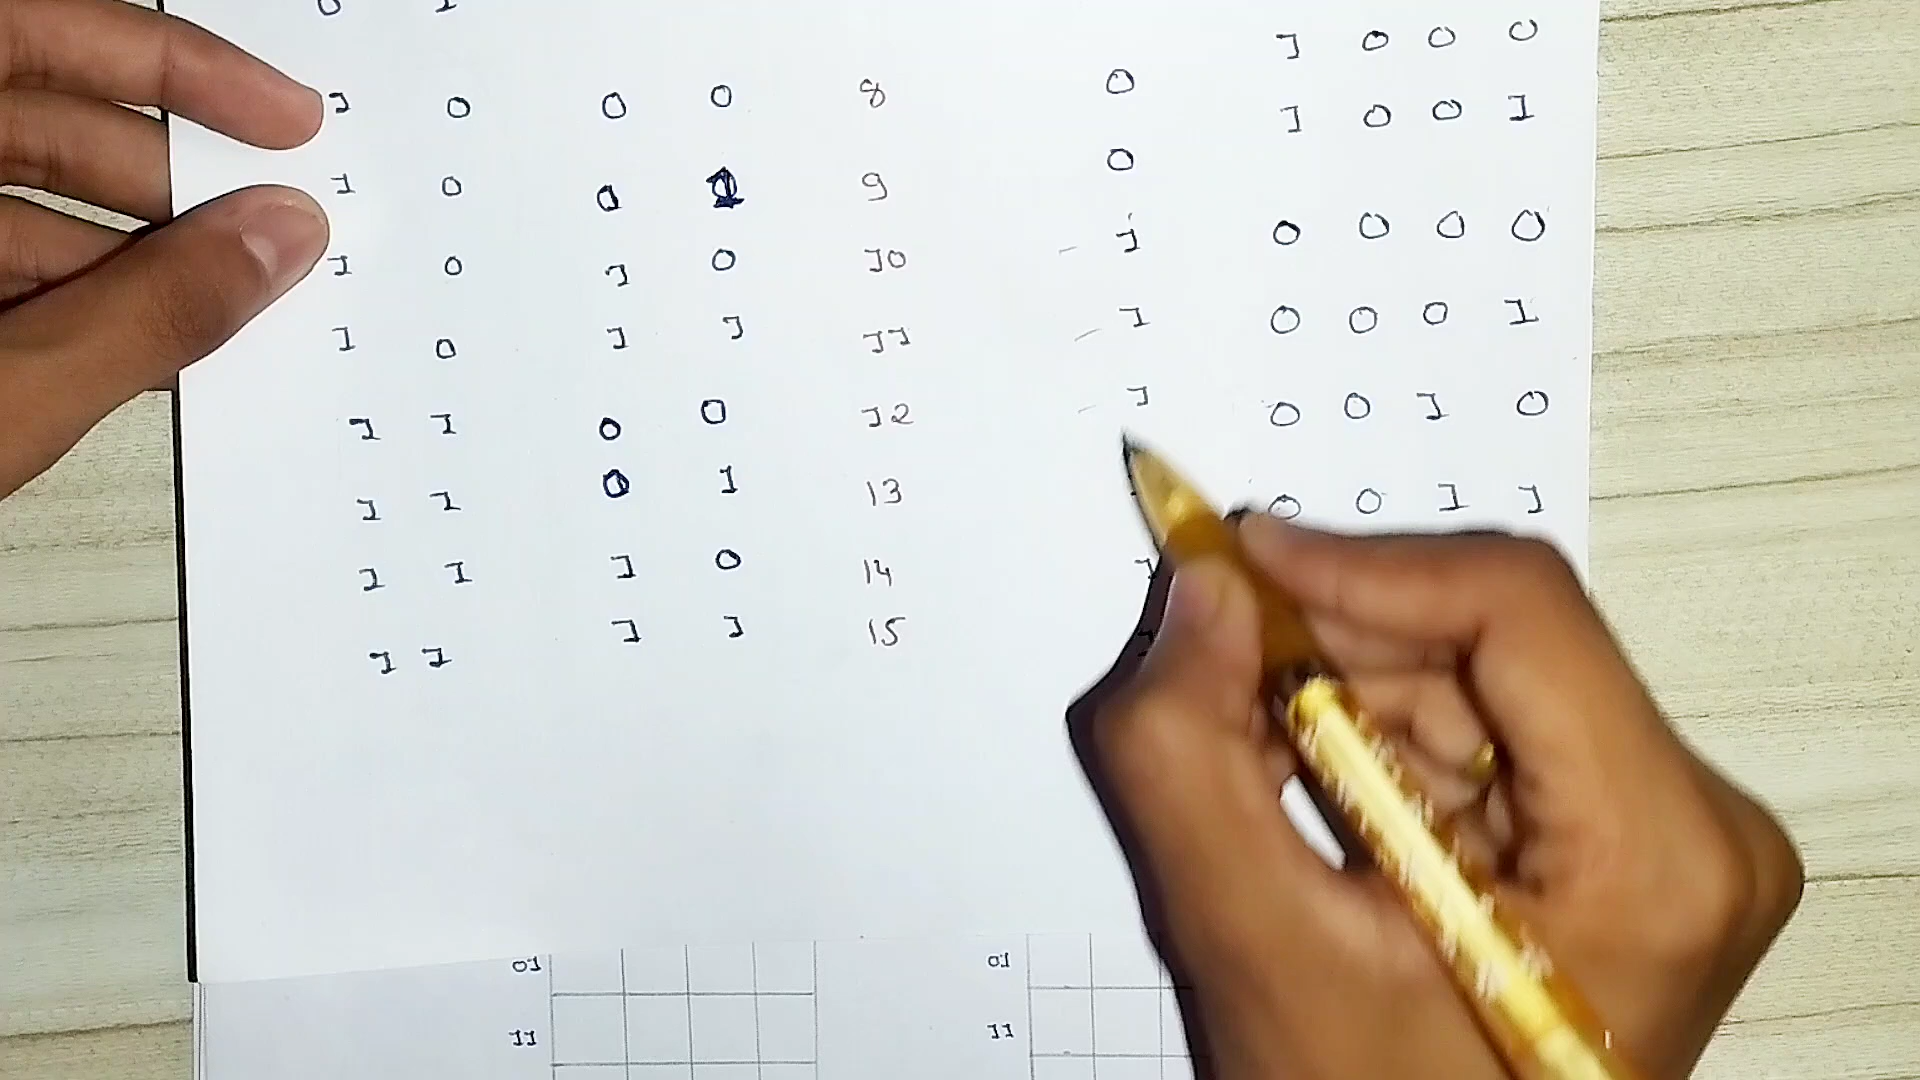 0 1
1 0 0 0 8 0 1 0 0 0
1 0 0 1 9 0 1 0 0 1
1 0 1 0 10 1 0 0 0 0
1 0 1 1 11 1 0 0 0 1
1 1 0 0 12 1 0 0 1 0
1 1 0 1 13 0 0 1 1
1 1 1 0 14 1
1 1 1 1 15
01 01
11 11